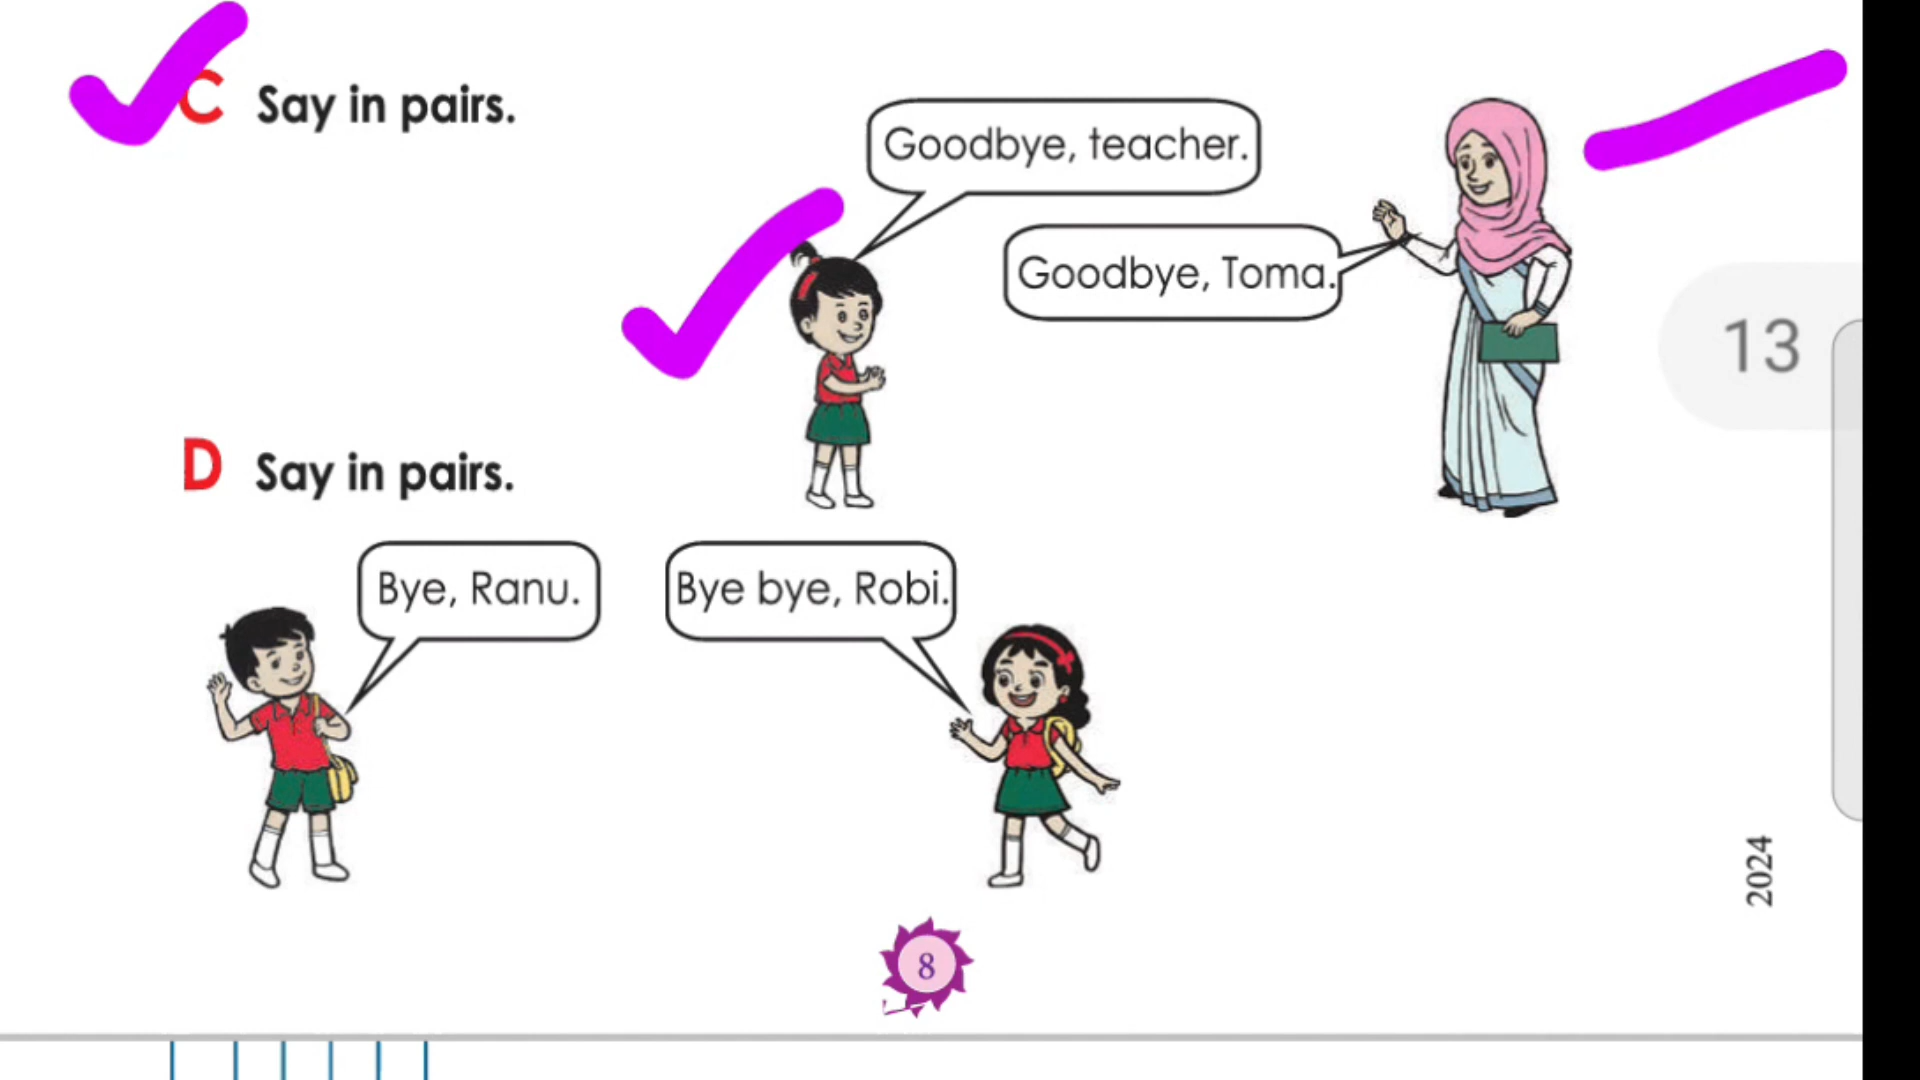 C Say in pairs.
Goodbye, teacher.
Goodbye, Toma.
13
D Say in pairs.
Bye, Ranu.
Bye bye, Robi.
2024
8